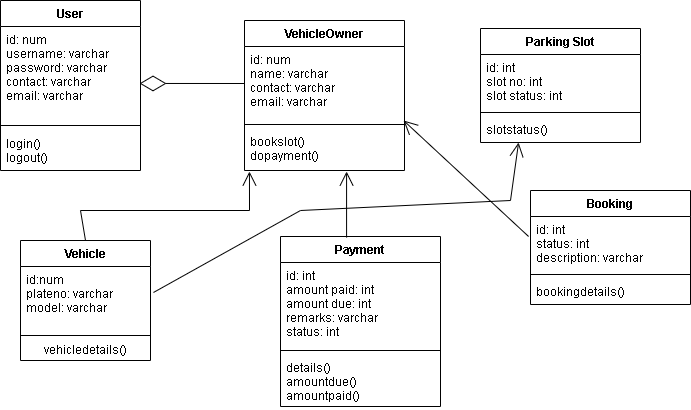 User
id: num
username: varchar
password: varchar
contact: varchar
email: varchar
login()
logout()
VehicleOwner
id: num
name: varchar
contact: varchar
email: varchar
bookslot()
dopayment()
Parking Slot
id: int
slot no: int
slot status: int
slotstatus()
Vehicle
id:num
plateno: varchar
model: varchar
vehicledetails()
Payment
id: int
amount paid: int
amount due: int
remarks: varchar
status: int
details()
amountdue()
amountpaid()
Booking
id: int
status: int
description: varchar
bookingdetails()